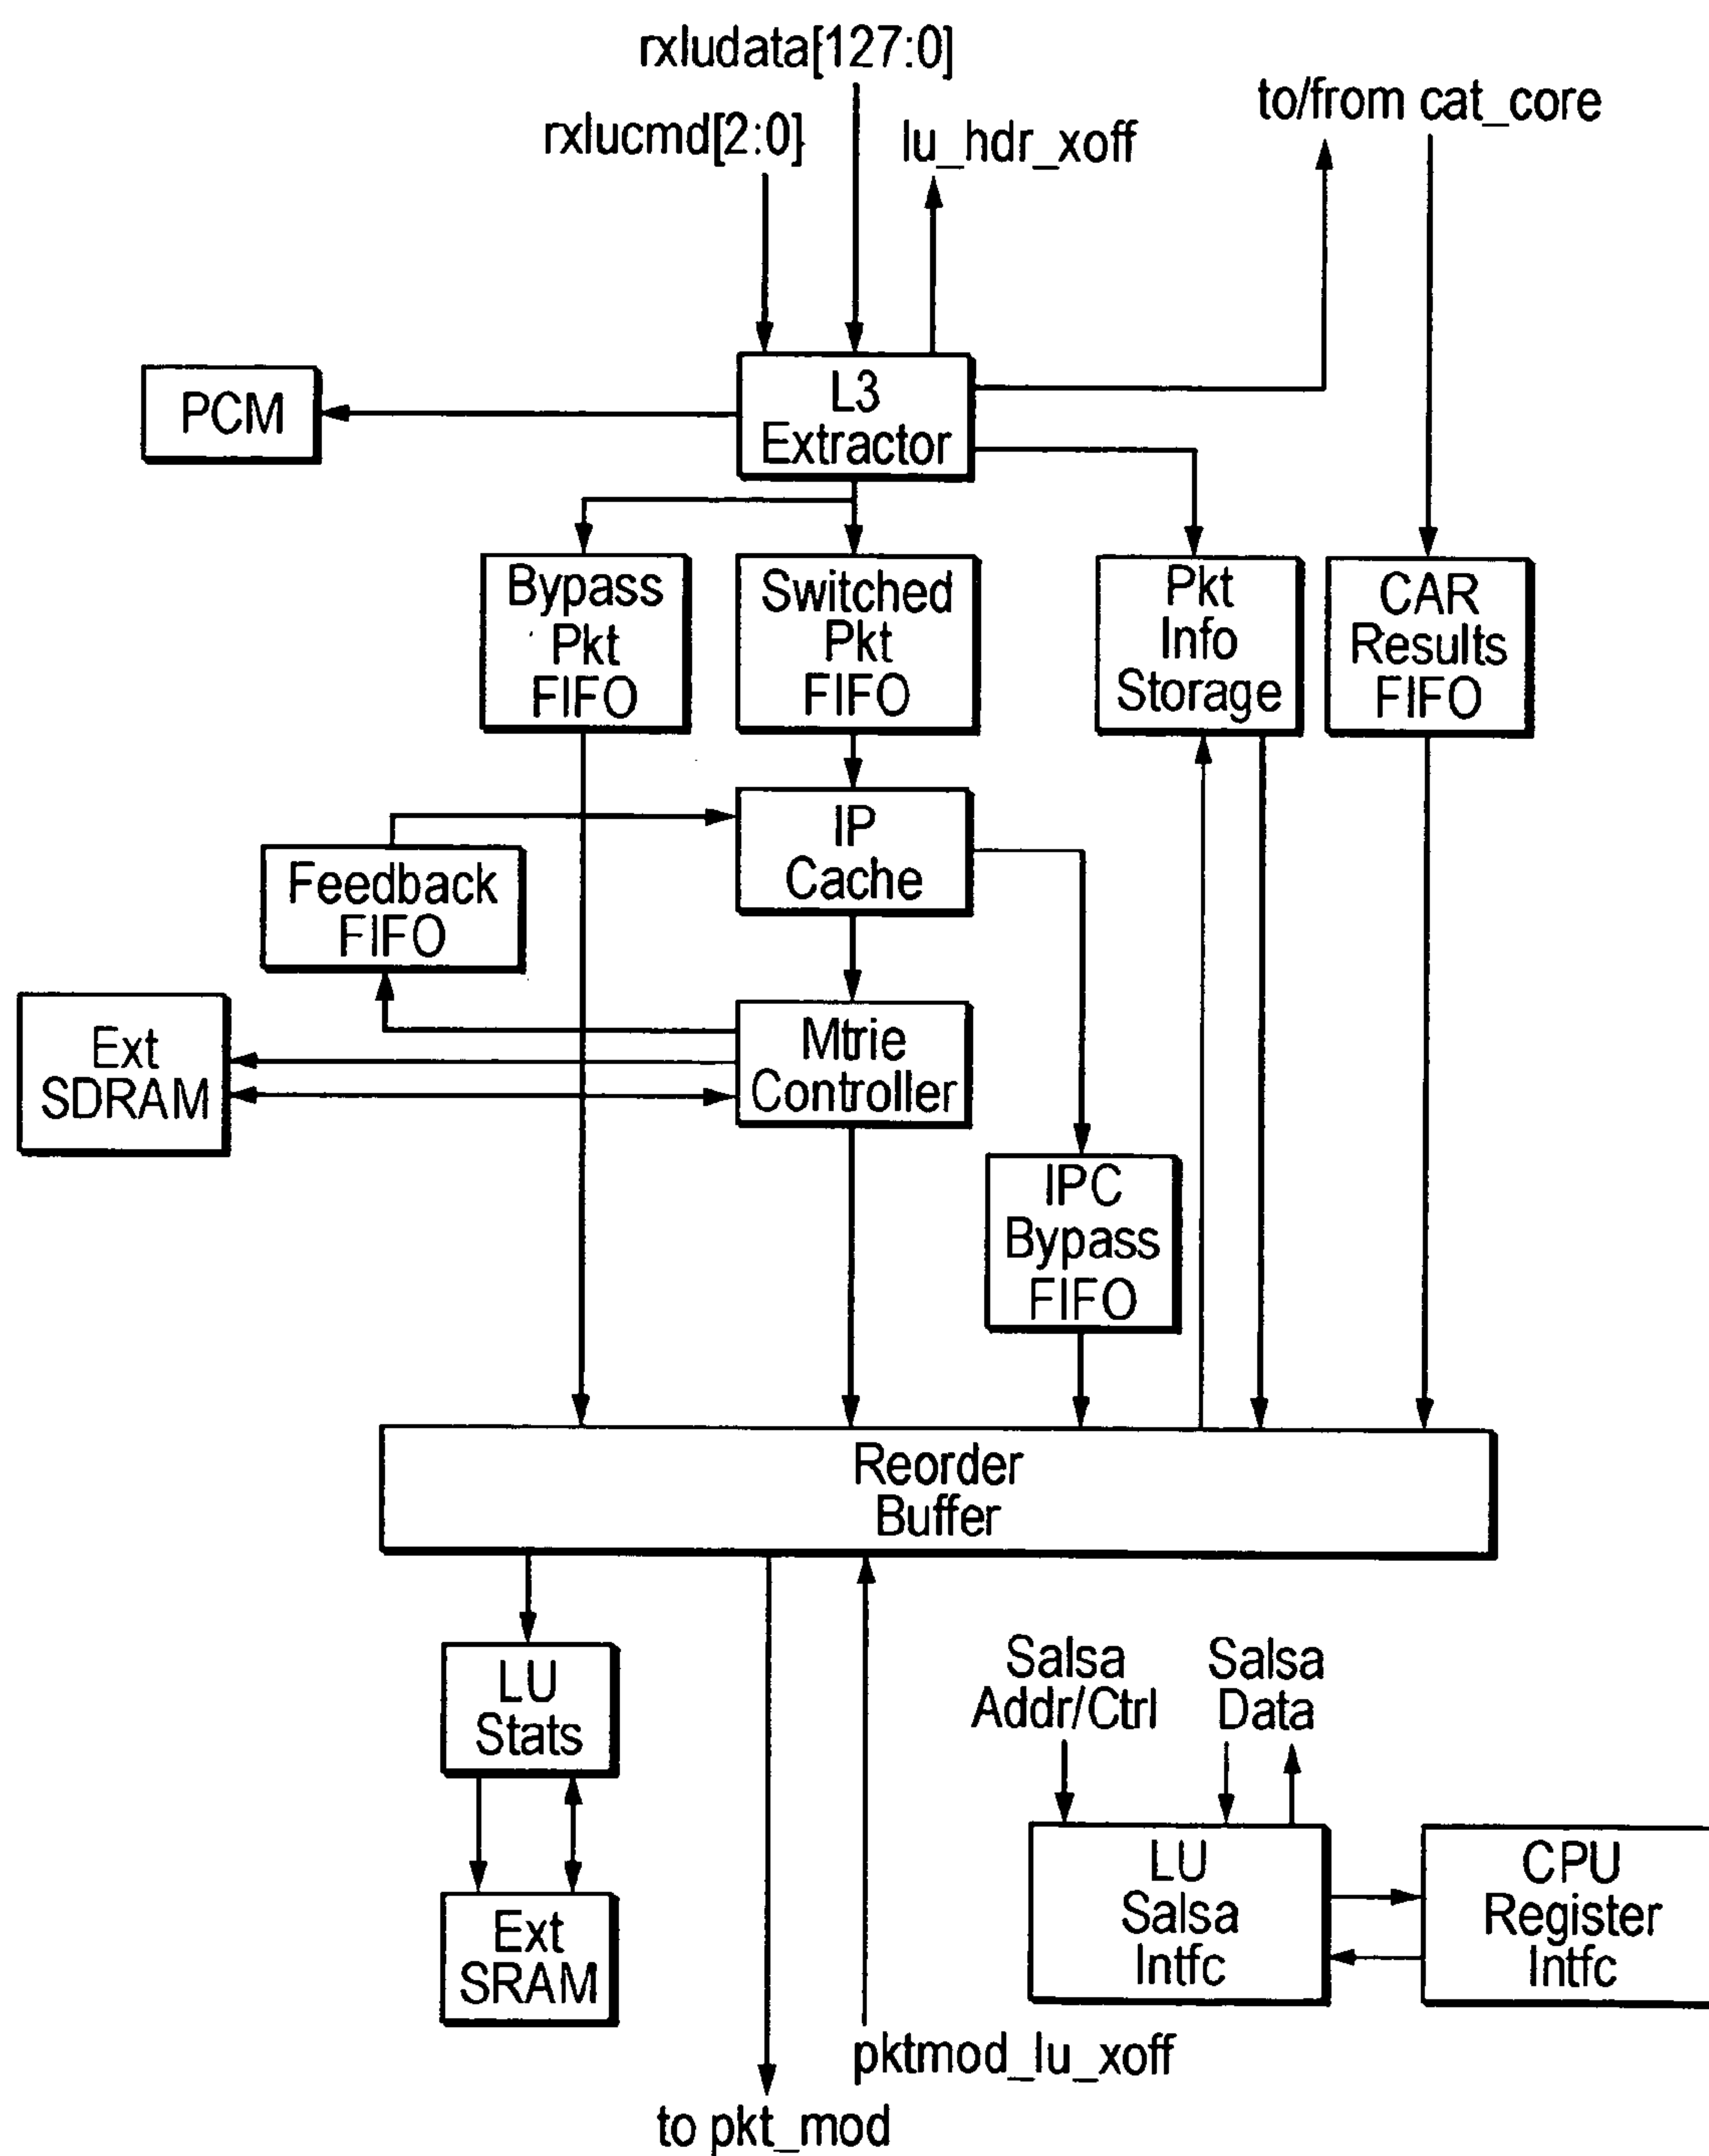 rxludata[127:0]
to/from cat_core
rxlucmd[2:0]
lu_hdr_xoff
PCM
L3
Extractor
Bypass
Pkt
FIFO
Switched
Pkt
FIFO
Pkt
Info
Storage
CAR
Results
FIFO
IP
Cache
Feedback
FIFO
Ext
SDRAM
Mtrie
Controller
IPC
Bypass
FIFO
Reorder
Buffer
LU
Stats
Salsa
Addr/Ctrl
Salsa
Data
Ext
SRAM
LU
Salsa
Intfc
CPU
Register
Intfc
pktmod_lu_xoff
to pkt_mod